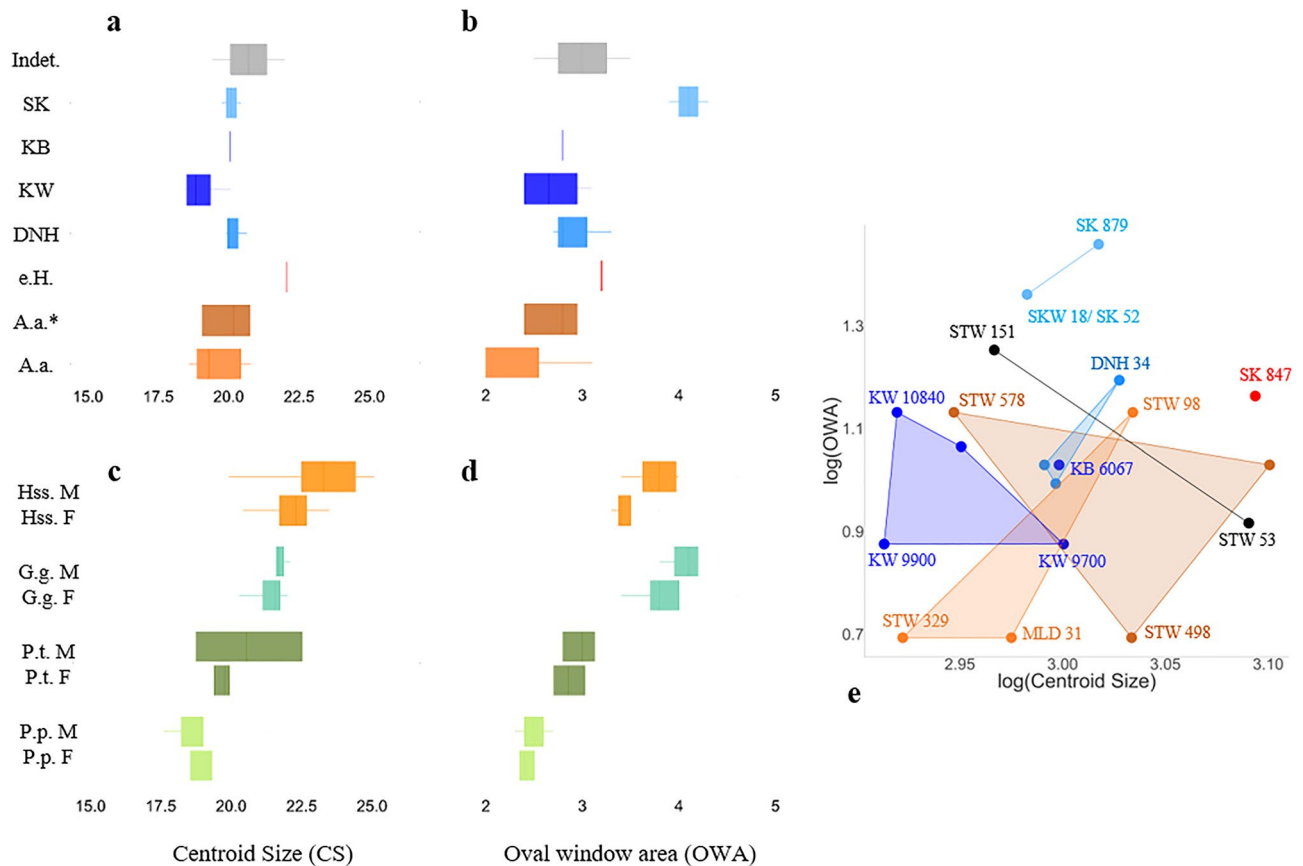 a
b
Indet.
SK
KB
KW
DNH
e.H.
A.a.*
A.a.
15.0 17.5 20.0 22.5 25.0
2 3 4 5
c
d
Hss. M
Hss. F
G.g. M
G.g. F
P.t. M
P.t. F
P.p. M
P.p. F
15.0 17.5 20.0 22.5 25.0
2 3 4 5
Centroid Size (CS)
Oval window area (OWA)
SK 879
SKW 18/ SK 52
1.3
STW 151
DNH 34
SK 847
KW 10840
STW 578
STW 98
1.1
log(OWA)
KB 6067
0.9
STW 53
KW 9900
KW 9700
STW 329
MLD 31
STW 498
0.7
2.95 3.00 3.05 3.10
log(Centroid Size)
e